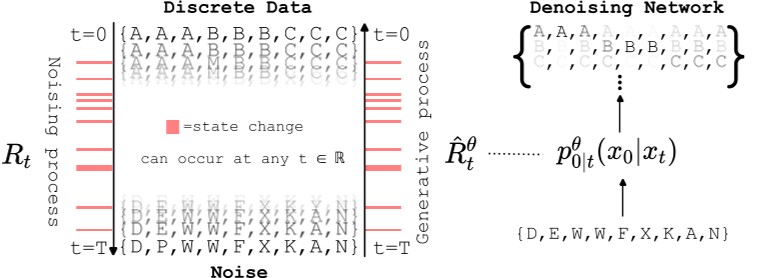 Discrete Data
t=0 {A,A,A,B,B,B,C,C,C} t=0
{A,A,A,B,B,B,C,C,C}
{A,A,A,M,B,B,C,C,C}
Noising process
R_t
=state change
can occur at any t ∈ ℝ
{D,E,W,W,F,X,K,A,N}
{D,E,W,W,F,X,K,A,N}
t=T {D,P,W,W,F,X,K,A,N} t=T
Noise
Generative process
Denoising Network
A,A,A,A,A,A,A,A,A
B,B,B,B,B,B,B,B,B
C,C,C,C,C,C,C,C,C
R̂_t^θ ........... p_{0|t}^θ(x_0|x_t)
{D,E,W,W,F,X,K,A,N}